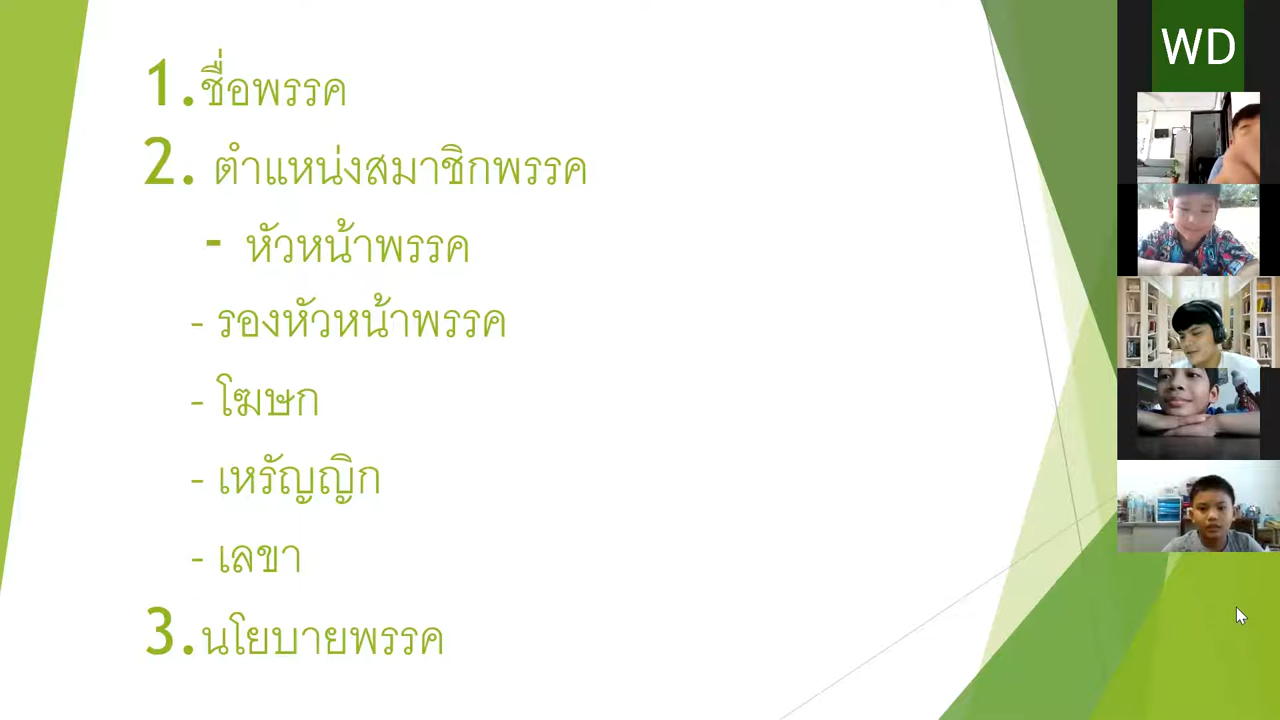 1.ชื่อพรรค
2. ตำแหน่งสมาชิกพรรค
- หัวหน้าพรรค
- รองหัวหน้าพรรค
- โฆษก
- เหรัญญิก
- เลขา
3.นโยบายพรรค
WD